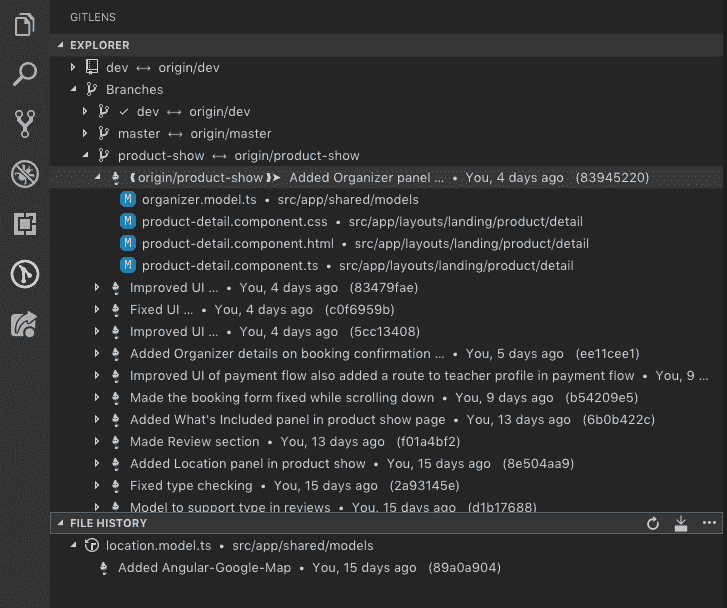 GITLENS
EXPLORER
dev ↔ origin/dev
Branches
✓ dev ↔ origin/dev
master ↔ origin/master
product-show ↔ origin/product-show
⦗origin/product-show⦘➤ Added Organizer panel ... • You, 4 days ago (83945220)
M organizer.model.ts • src/app/shared/models
M product-detail.component.css • src/app/layouts/landing/product/detail
M product-detail.component.html • src/app/layouts/landing/product/detail
M product-detail.component.ts • src/app/layouts/landing/product/detail
Improved UI ... • You, 4 days ago (83479fae)
Fixed UI ... • You, 4 days ago (c0f6959b)
Improved UI ... • You, 4 days ago (5cc13408)
Added Organizer details on booking confirmation ... • You, 5 days ago (ee11cee1)
Improved UI of payment flow also added a route to teacher profile in payment flow • You, 9 ...
Made the booking form fixed while scrolling down • You, 9 days ago (b54209e5)
Added What's Included panel in product show page • You, 13 days ago (6b0b422c)
Made Review section • You, 13 days ago (f01a4bf2)
Added Location panel in product show • You, 15 days ago (8e504aa9)
Fixed type checking • You, 15 days ago (2a93145e)
Model to support type in reviews • You, 15 days ago (d1b17688)
FILE HISTORY
location.model.ts • src/app/shared/models
Added Angular-Google-Map • You, 15 days ago (89a0a904)